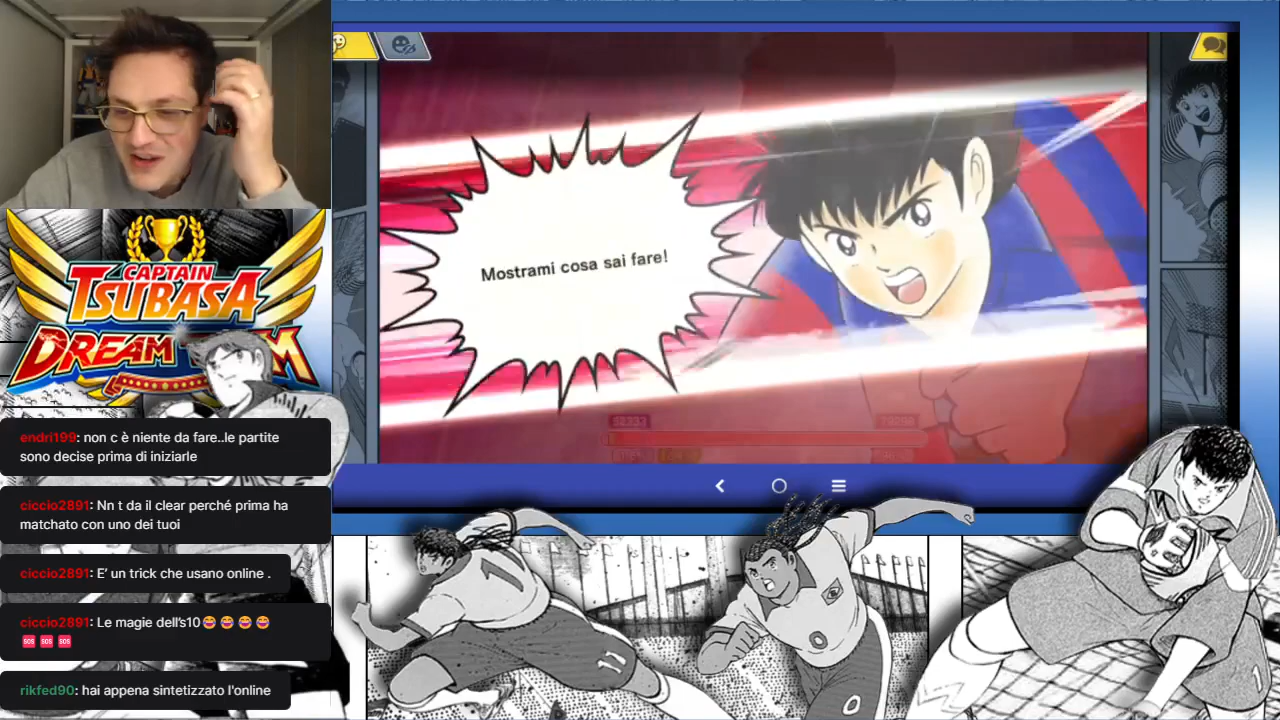 Mostrami cosa sai fare!
CAPTAIN
TSUBASA
DREAM TEAM
endri199: non c è niente da fare..le partite
sono decise prima di iniziarle
ciccio2891: Nn t da il clear perché prima ha
matchato con uno dei tuoi
ciccio2891: E' un trick che usano online .
ciccio2891: Le magie dell's10😂😂😂😂
🆘🆘🆘
rikfed90: hai appena sintetizzato l'online
11